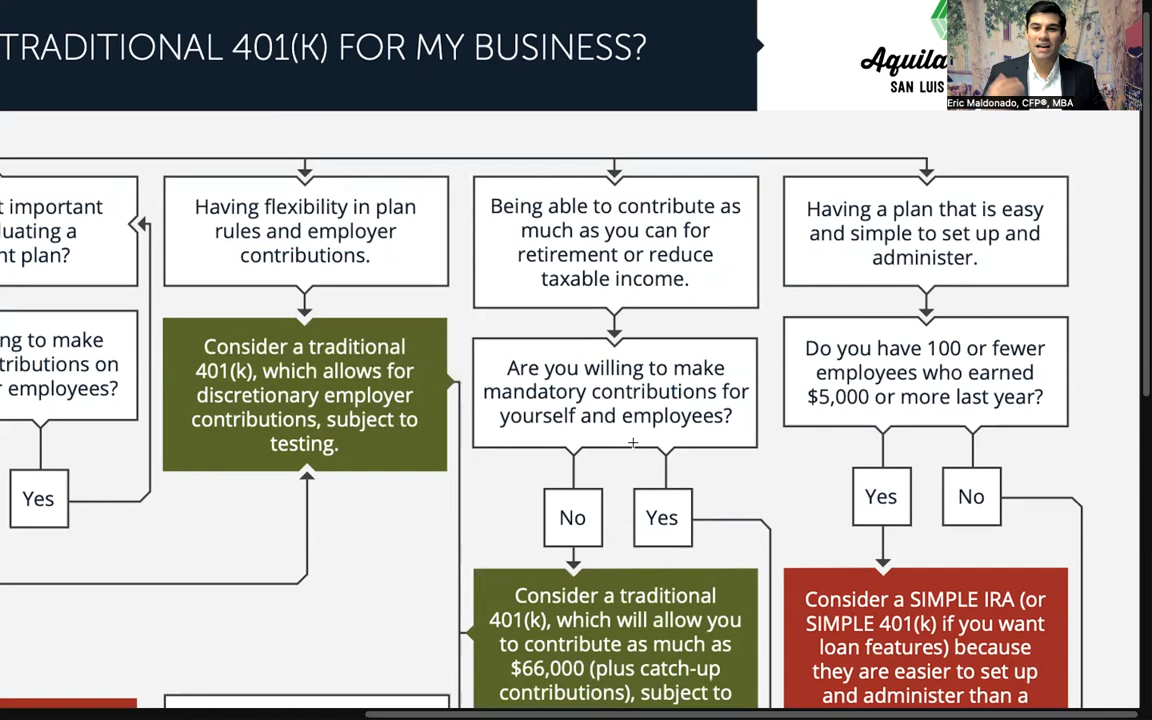 TRADITIONAL 401(K) FOR MY BUSINESS?
Aquila
SAN LUIS
Eric Maldonado, CFP®, MBA
t important
luating a
nt plan?
Having flexibility in plan
rules and employer
contributions.
Being able to contribute as
much as you can for
retirement or reduce
taxable income.
Having a plan that is easy
and simple to set up and
administer.
ng to make
tributions on
r employees?
Consider a traditional
401(k), which allows for
discretionary employer
contributions, subject to
testing.
Are you willing to make
mandatory contributions for
yourself and employees?
Do you have 100 or fewer
employees who earned
$5,000 or more last year?
Yes
No
Yes
Yes
No
Consider a traditional
401(k), which will allow you
to contribute as much as
$66,000 (plus catch-up
contributions), subject to
Consider a SIMPLE IRA (or
SIMPLE 401(k) if you want
loan features) because
they are easier to set up
and administer than a